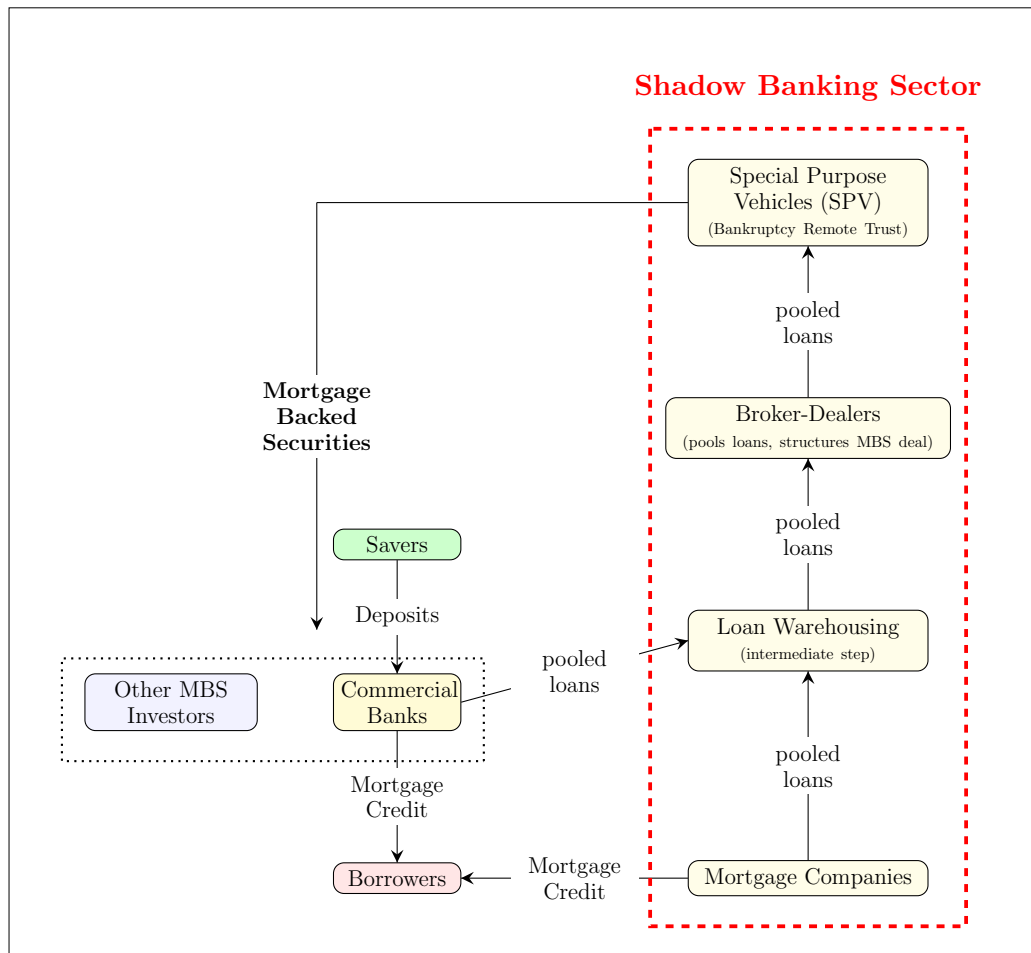 Shadow Banking Sector
Special Purpose
Vehicles (SPV)
(Bankruptcy Remote Trust)
pooled
loans
Mortgage
Backed
Securities
Broker-Dealers
(pools loans, structures MBS deal)
pooled
loans
Savers
Deposits
Loan Warehousing
(intermediate step)
pooled
loans
Other MBS
Investors
Commercial
Banks
pooled
loans
Mortgage
Credit
Borrowers
Mortgage
Credit
Mortgage Companies